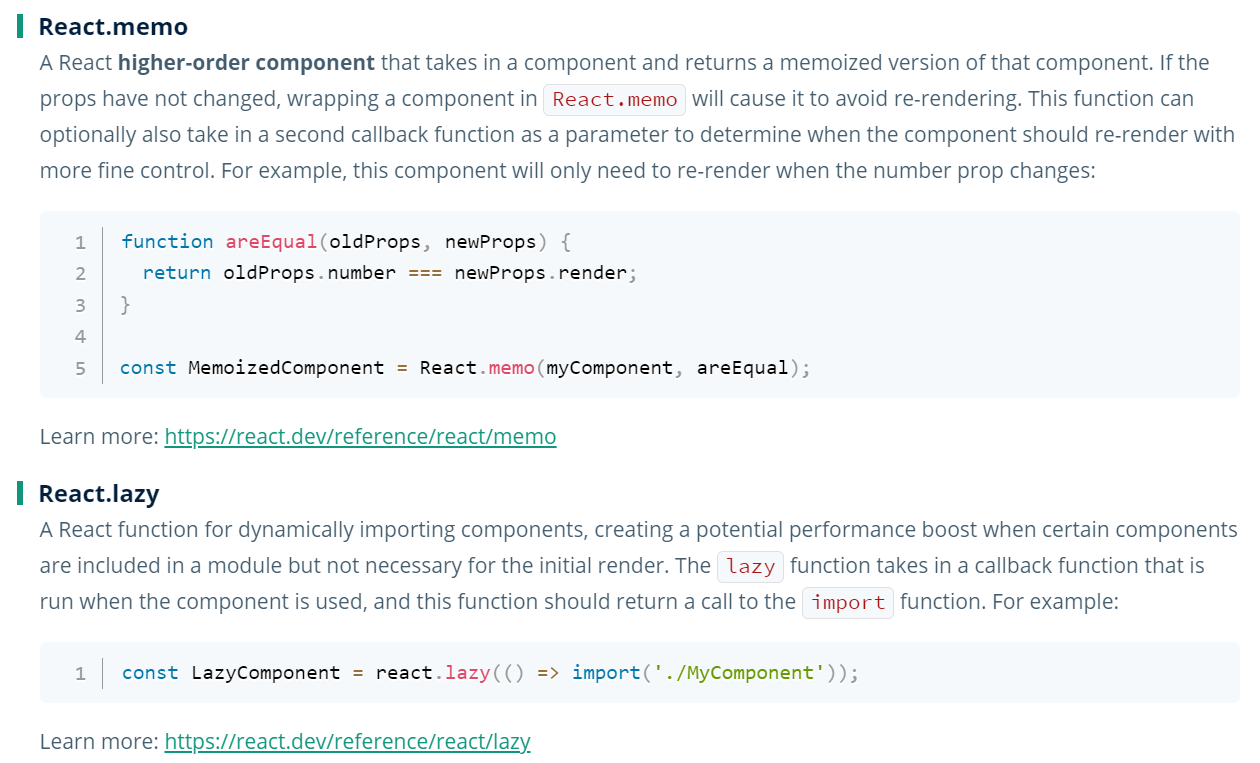 React.memo
A React higher-order component that takes in a component and returns a memoized version of that component. If the
props have not changed, wrapping a component in React.memo will cause it to avoid re-rendering. This function can
optionally also take in a second callback function as a parameter to determine when the component should re-render with
more fine control. For example, this component will only need to re-render when the number prop changes:
1 function areEqual(oldProps, newProps) {
2   return oldProps.number === newProps.render;
3 }
4
5 const MemoizedComponent = React.memo(myComponent, areEqual);
Learn more: https://react.dev/reference/react/memo
React.lazy
A React function for dynamically importing components, creating a potential performance boost when certain components
are included in a module but not necessary for the initial render. The lazy function takes in a callback function that is
run when the component is used, and this function should return a call to the import function. For example:
1 const LazyComponent = react.lazy(() => import('./MyComponent'));
Learn more: https://react.dev/reference/react/lazy